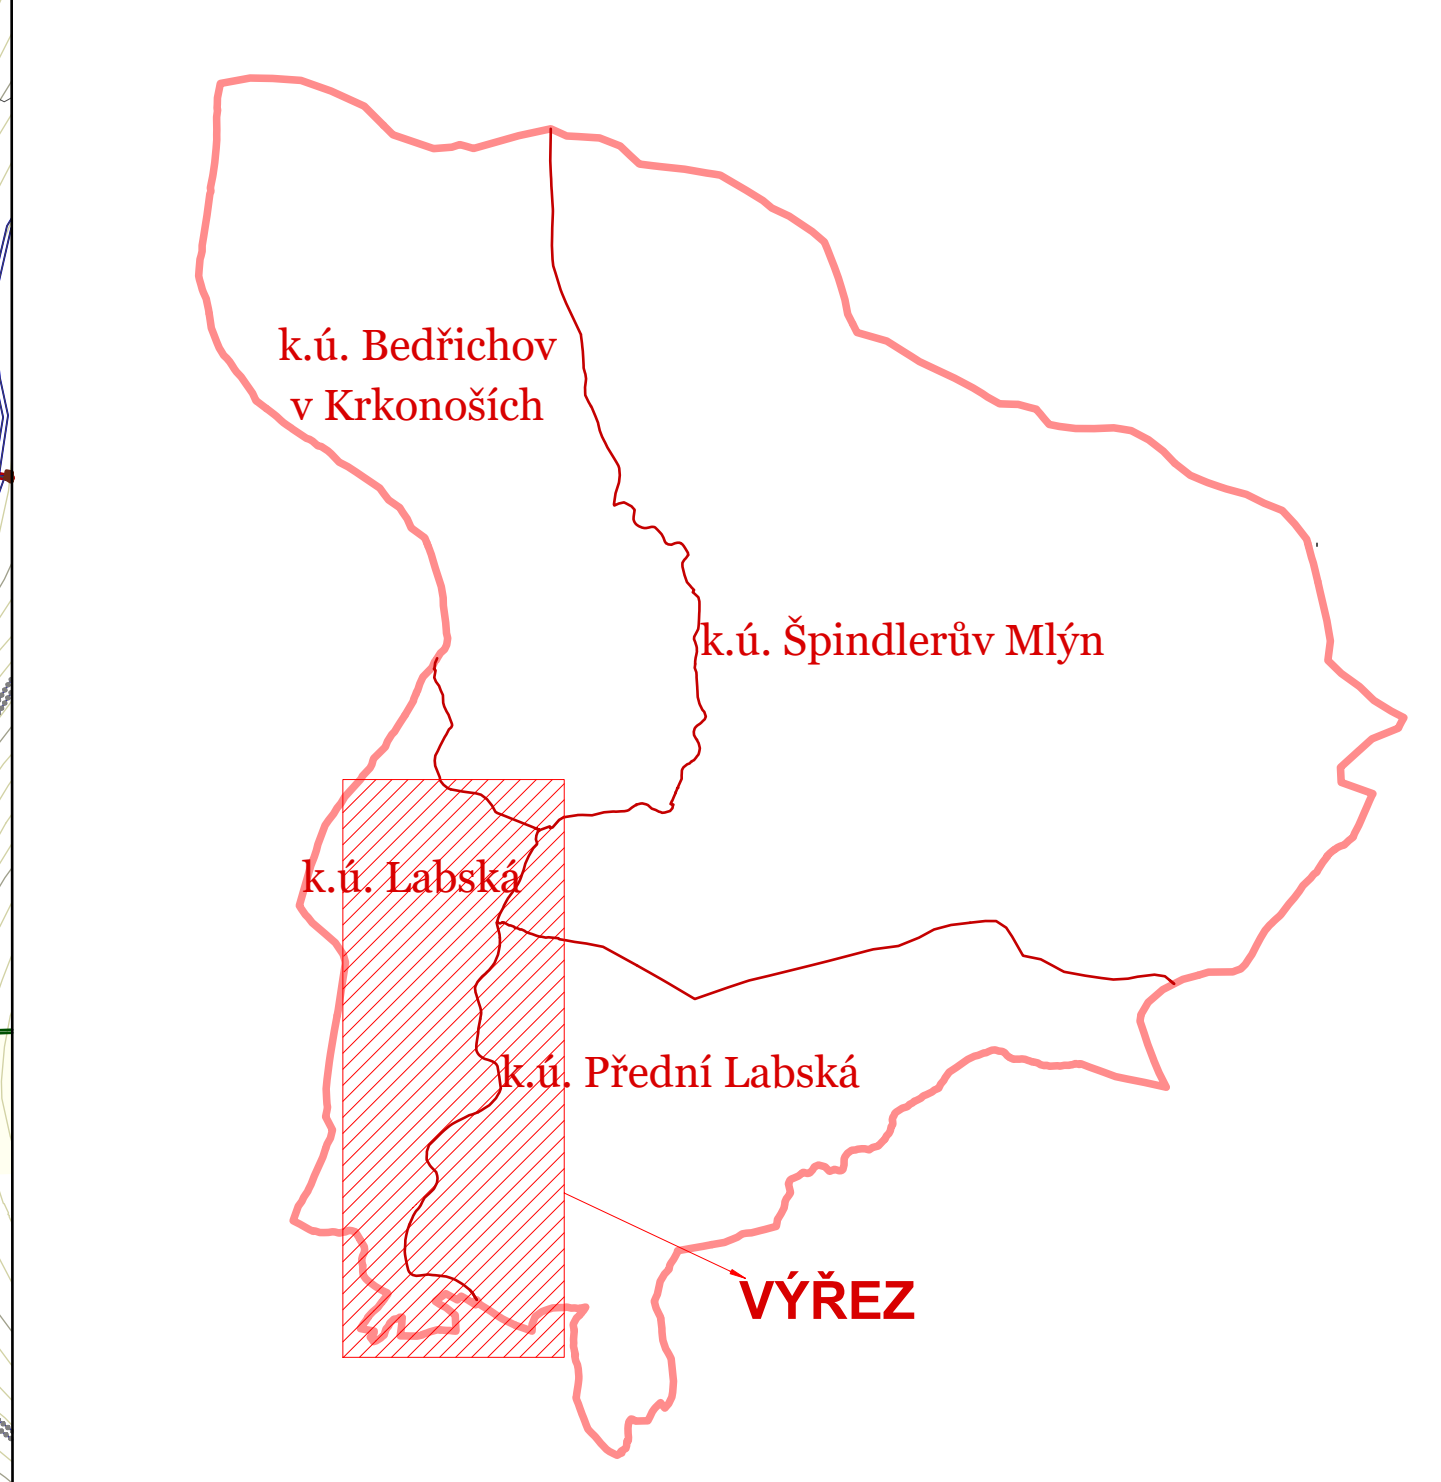 k.ú. Bedřichov
v Krkonoších
k.ú. Špindlerův Mlýn
k.ú. Labská
k.ú. Přední Labská
VÝŘEZ